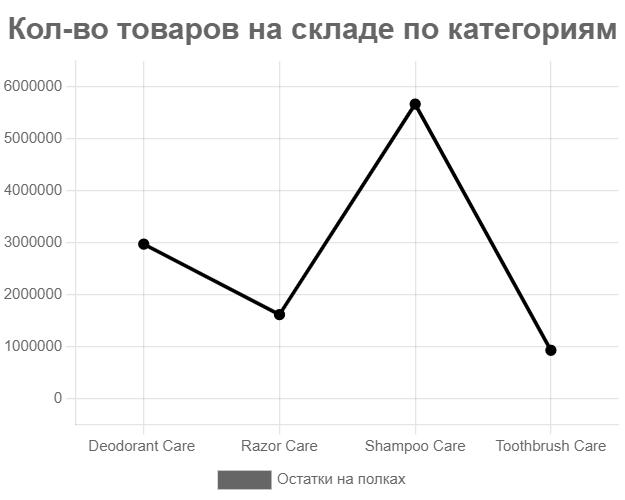 Кол-во товаров на складе по категориям
6000000
5000000
4000000
3000000
2000000
1000000
0
Deodorant Care Razor Care Shampoo Care Toothbrush Care
Остатки на полках